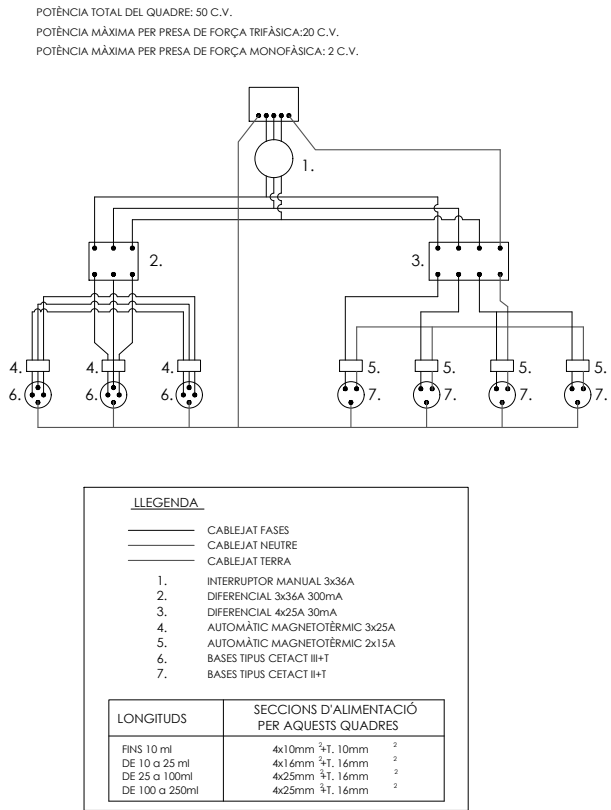 POTÈNCIA TOTAL DEL QUADRE: 50 C.V.
POTÈNCIA MÀXIMA PER PRESA DE FORÇA TRIFÀSICA:20 C.V.
POTÈNCIA MÀXIMA PER PRESA DE FORÇA MONOFÀSICA: 2 C.V.
1.
2. 3.
4. 4. 4. 5. 5. 5. 5.
6. 6. 6. 7. 7. 7. 7.
LLEGENDA
CABLEJAT FASES
CABLEJAT NEUTRE
CABLEJAT TERRA
1. INTERRUPTOR MANUAL 3x36A
2. DIFERENCIAL 3x36A 300mA
3. DIFERENCIAL 4x25A 30mA
4. AUTOMÀTIC MAGNETOTÈRMIC 3x25A
5. AUTOMÀTIC MAGNETOTÈRMIC 2x15A
6. BASES TIPUS CETACT III+T
7. BASES TIPUS CETACT II+T
LONGITUDS SECCIONS D'ALIMENTACIÓ
PER AQUESTS QUADRES
FINS 10 ml 4x10mm ²+T. 10mm ²
DE 10 a 25 ml 4x16mm ²+T. 16mm ²
DE 25 a 100ml 4x25mm ²+T. 16mm ²
DE 100 a 250ml 4x25mm ²+T. 16mm ²